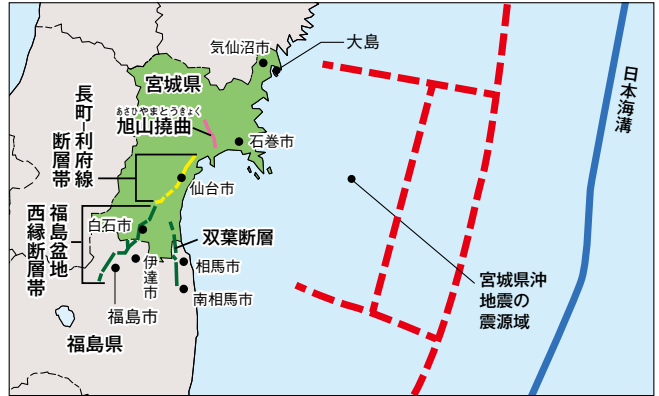 気仙沼市
大島
宮城県
日本海溝
長町−利府線
断層帯
あさひやまとうきょく
旭山撓曲
石巻市
仙台市
福島盆地
西縁断層帯
白石市
双葉断層
伊達市
相馬市
宮城県沖
地震の
震源域
南相馬市
福島市
福島県